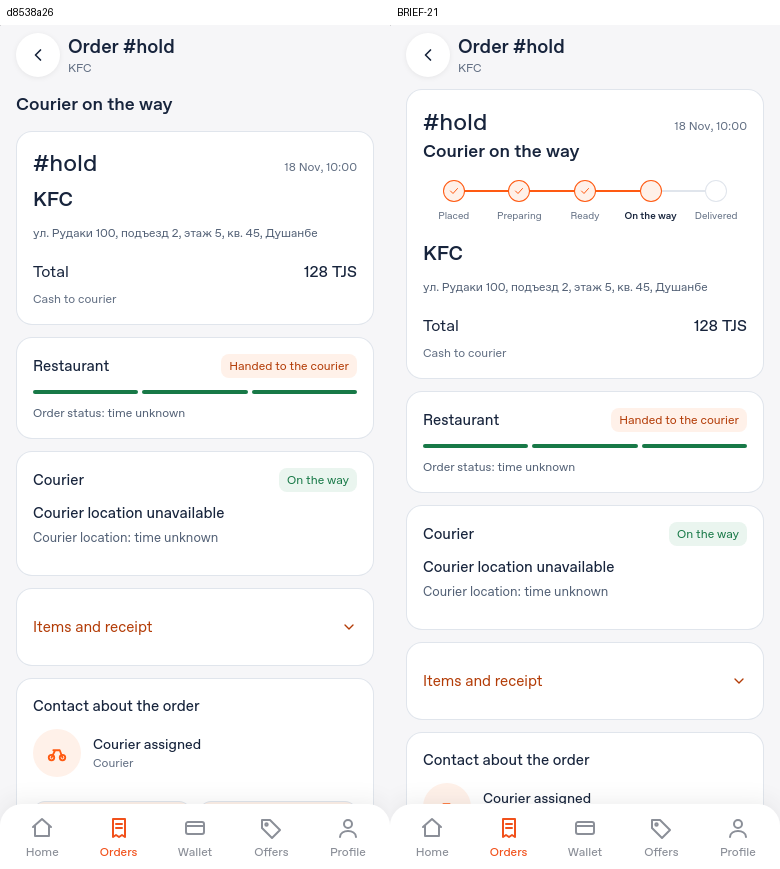 d8538a26
Order #hold
KFC
Courier on the way
#hold
18 Nov, 10:00
KFC
ул. Рудаки 100, подъезд 2, этаж 5, кв. 45, Душанбе
Total
128 TJS
Cash to courier
Restaurant
Handed to the courier
Order status: time unknown
Courier
On the way
Courier location unavailable
Courier location: time unknown
Items and receipt
Contact about the order
Courier assigned
Courier
Home
Orders
Wallet
Offers
Profile
BRIEF-21
Order #hold
KFC
#hold
18 Nov, 10:00
Courier on the way
Placed
Preparing
Ready
On the way
Delivered
KFC
ул. Рудаки 100, подъезд 2, этаж 5, кв. 45, Душанбе
Total
128 TJS
Cash to courier
Restaurant
Handed to the courier
Order status: time unknown
Courier
On the way
Courier location unavailable
Courier location: time unknown
Items and receipt
Contact about the order
Courier assigned
Home
Orders
Wallet
Offers
Profile